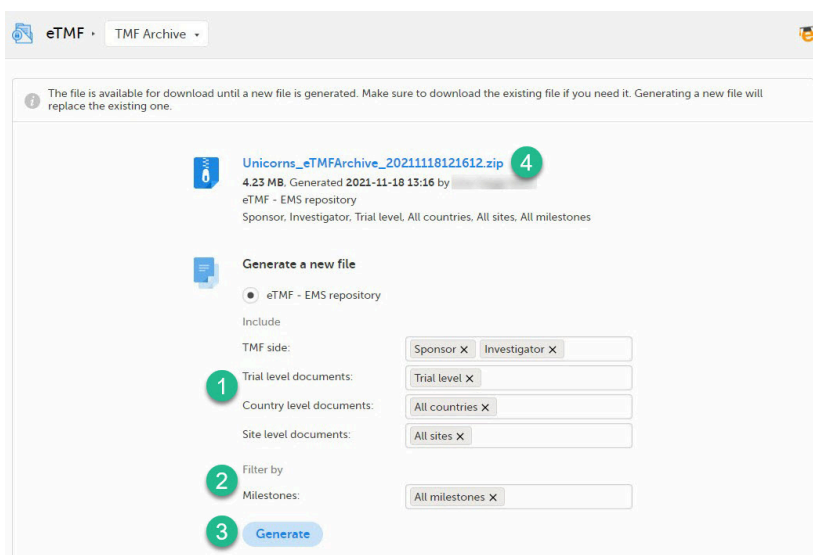 eTMF · TMF Archive
The file is available for download until a new file is generated. Make sure to download the existing file if you need it. Generating a new file will
replace the existing one.
Unicorns_eTMFArchive_20211118121612.zip 4
4.23 MB, Generated 2021-11-18 13:16 by
eTMF - EMS repository
Sponsor, Investigator, Trial level, All countries, All sites, All milestones
Generate a new file
eTMF - EMS repository
Include
TMF side: Sponsor × Investigator ×
1
Trial level documents: Trial level ×
Country level documents: All countries ×
Site level documents: All sites ×
Filter by
2
Milestones: All milestones ×
3 Generate